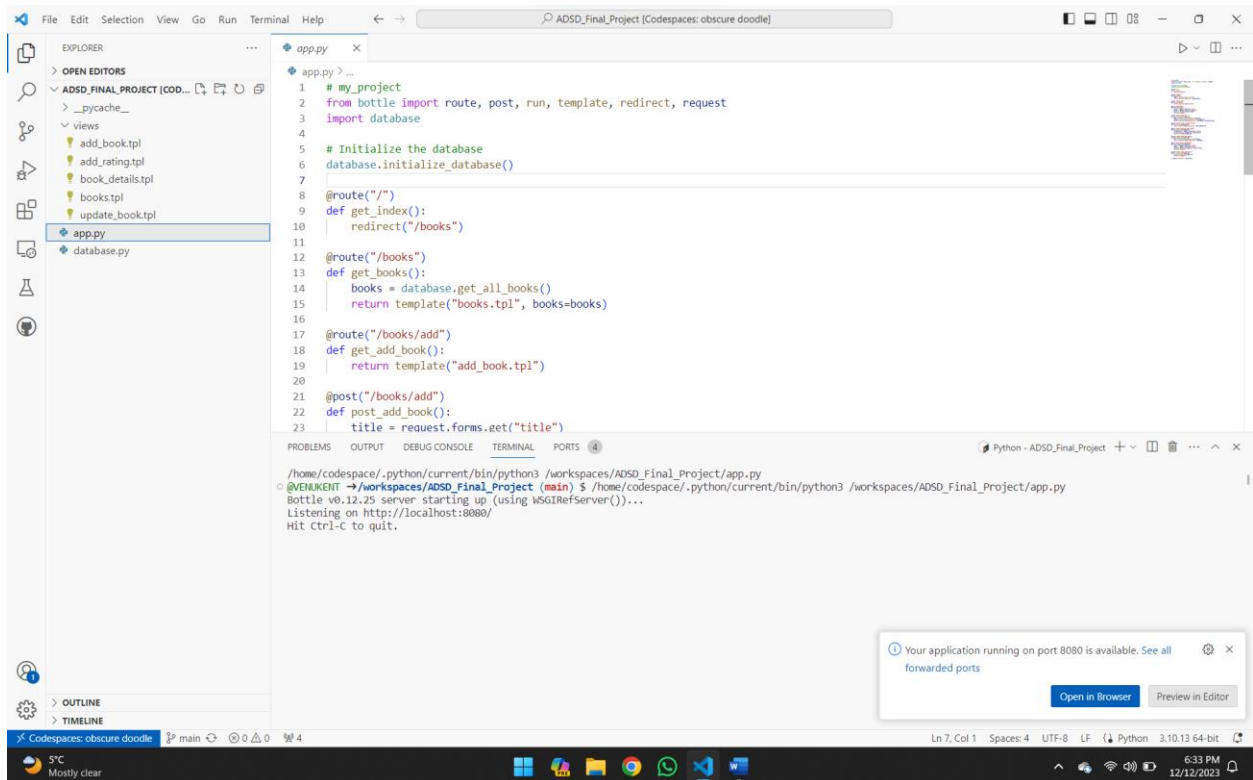 File Edit Selection View Go Run Terminal Help
ADSD_Final_Project [Codespaces: obscure doodle]
EXPLORER
OPEN EDITORS
ADSD_FINAL_PROJECT [COD...
__pycache__
views
add_book.tpl
add_rating.tpl
book_details.tpl
books.tpl
update_book.tpl
app.py
database.py
OUTLINE
TIMELINE
app.py
app.py > ...
1 # my_project
2 from bottle import route, post, run, template, redirect, request
3 import database
4
5 # Initialize the database
6 database.initialize_database()
7
8 @route("/")
9 def get_index():
10 redirect("/books")
11
12 @route("/books")
13 def get_books():
14 books = database.get_all_books()
15 return template("books.tpl", books=books)
16
17 @route("/books/add")
18 def get_add_book():
19 return template("add_book.tpl")
20
21 @post("/books/add")
22 def post_add_book():
23 title = request.forms.get("title")
PROBLEMS OUTPUT DEBUG CONSOLE TERMINAL PORTS 4
Python - ADSD_Final_Project
/home/codespace/.python/current/bin/python3 /workspaces/ADSD_Final_Project/app.py
@VENUKENT → /workspaces/ADSD_Final_Project (main) $ /home/codespace/.python/current/bin/python3 /workspaces/ADSD_Final_Project/app.py
Bottle v0.12.25 server starting up (using WSGIRefServer())...
Listening on http://localhost:8080/
Hit Ctrl-C to quit.
Your application running on port 8080 is available. See all
forwarded ports
Open in Browser Preview in Editor
1
Codespaces: obscure doodle main 0 0 4
Ln 7, Col 1 Spaces: 4 UTF-8 LF Python 3.10.13 64-bit
5°C
Mostly clear
6:33 PM
12/12/2023